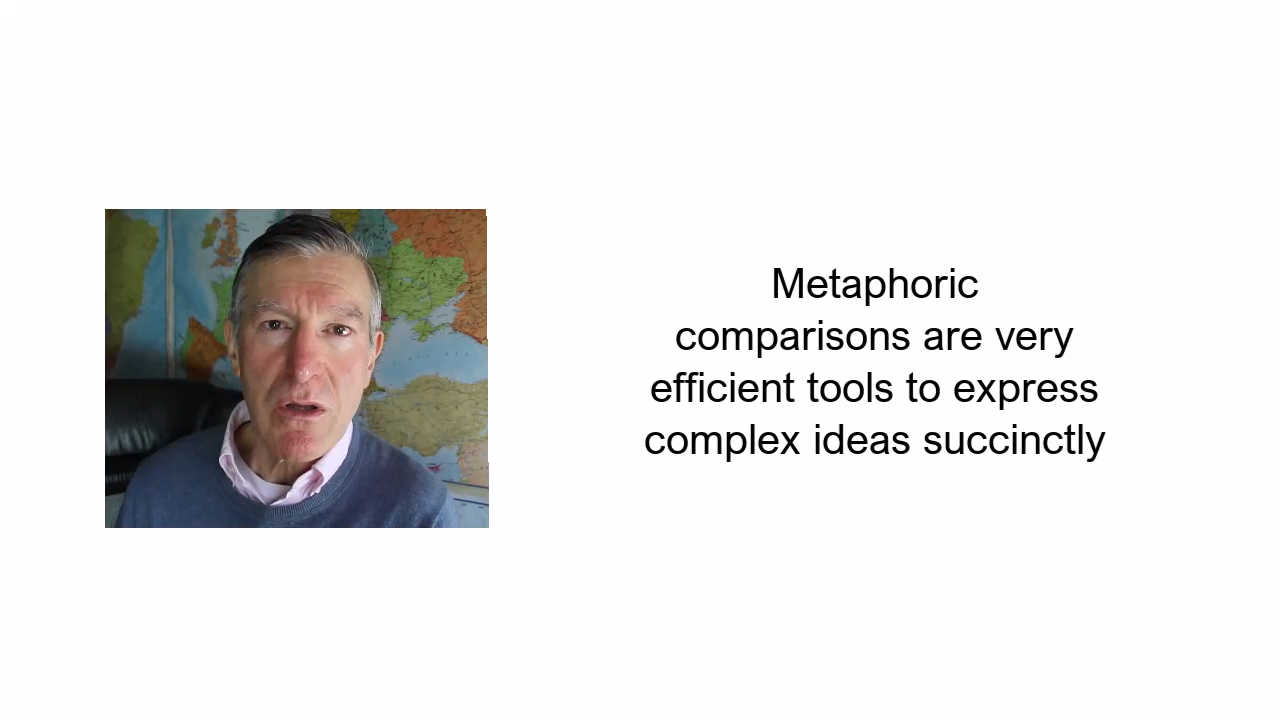 Metaphoric
comparisons are very
efficient tools to express
complex ideas succinctly